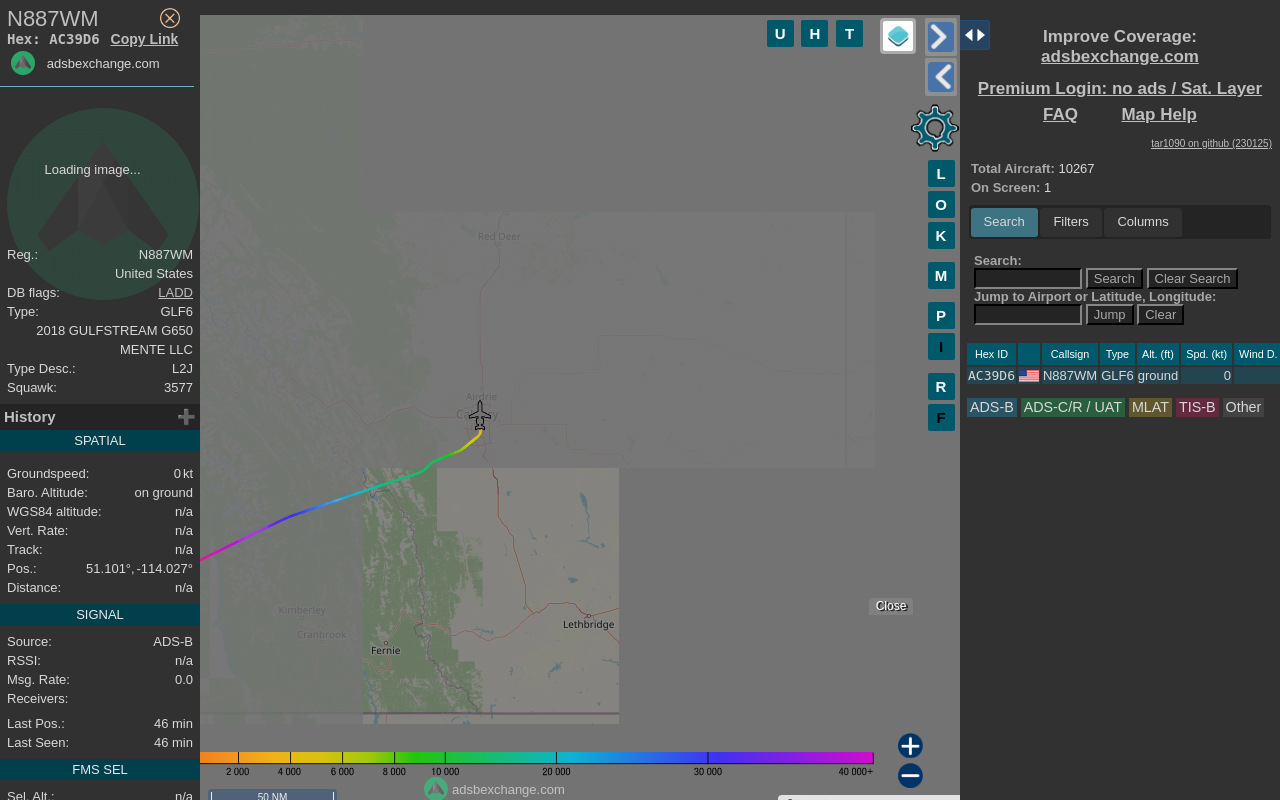 N887WM
Hex: AC39D6 Copy Link
adsbexchange.com
Loading image...
Reg.: N887WM
United States
DB flags: LADD
Type: GLF6
2018 GULFSTREAM G650
MENTE LLC
Type Desc.: L2J
Squawk: 3577
History
SPATIAL
Groundspeed: 0 kt
Baro. Altitude: on ground
WGS84 altitude: n/a
Vert. Rate: n/a
Track: n/a
Pos.: 51.101°, -114.027°
Distance: n/a
SIGNAL
Source: ADS-B
RSSI: n/a
Msg. Rate: 0.0
Receivers:
Last Pos.: 46 min
Last Seen: 46 min
FMS SEL
Sel. Alt.: n/a
U H T
L
O
K
M
P
I
R
F
Red Deer
Airdrie
Calgary
Kimberley
Cranbrook
Fernie
Lethbridge
Close
2 000 4 000 6 000 8 000 10 000 20 000 30 000 40 000+
50 NM
adsbexchange.com
Improve Coverage:
adsbexchange.com
Premium Login: no ads / Sat. Layer
FAQ Map Help
tar1090 on github (230125)
Total Aircraft: 10267
On Screen: 1
Search Filters Columns
Search:
Search Clear Search
Jump to Airport or Latitude, Longitude:
Jump Clear
Hex ID Callsign Type Alt. (ft) Spd. (kt) Wind D.
AC39D6 N887WM GLF6 ground 0
ADS-B ADS-C/R / UAT MLAT TIS-B Other